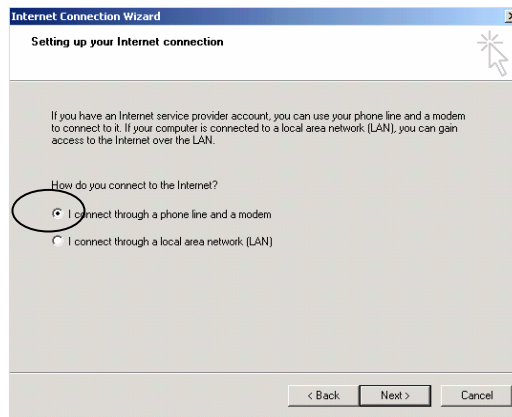 Internet Connection Wizard
Setting up your Internet connection
If you have an Internet service provider account, you can use your phone line and a modem
to connect to it. If your computer is connected to a local area network (LAN), you can gain
access to the Internet over the LAN.
How do you connect to the Internet?
I connect through a phone line and a modem
I connect through a local area network (LAN)
< Back Next > Cancel